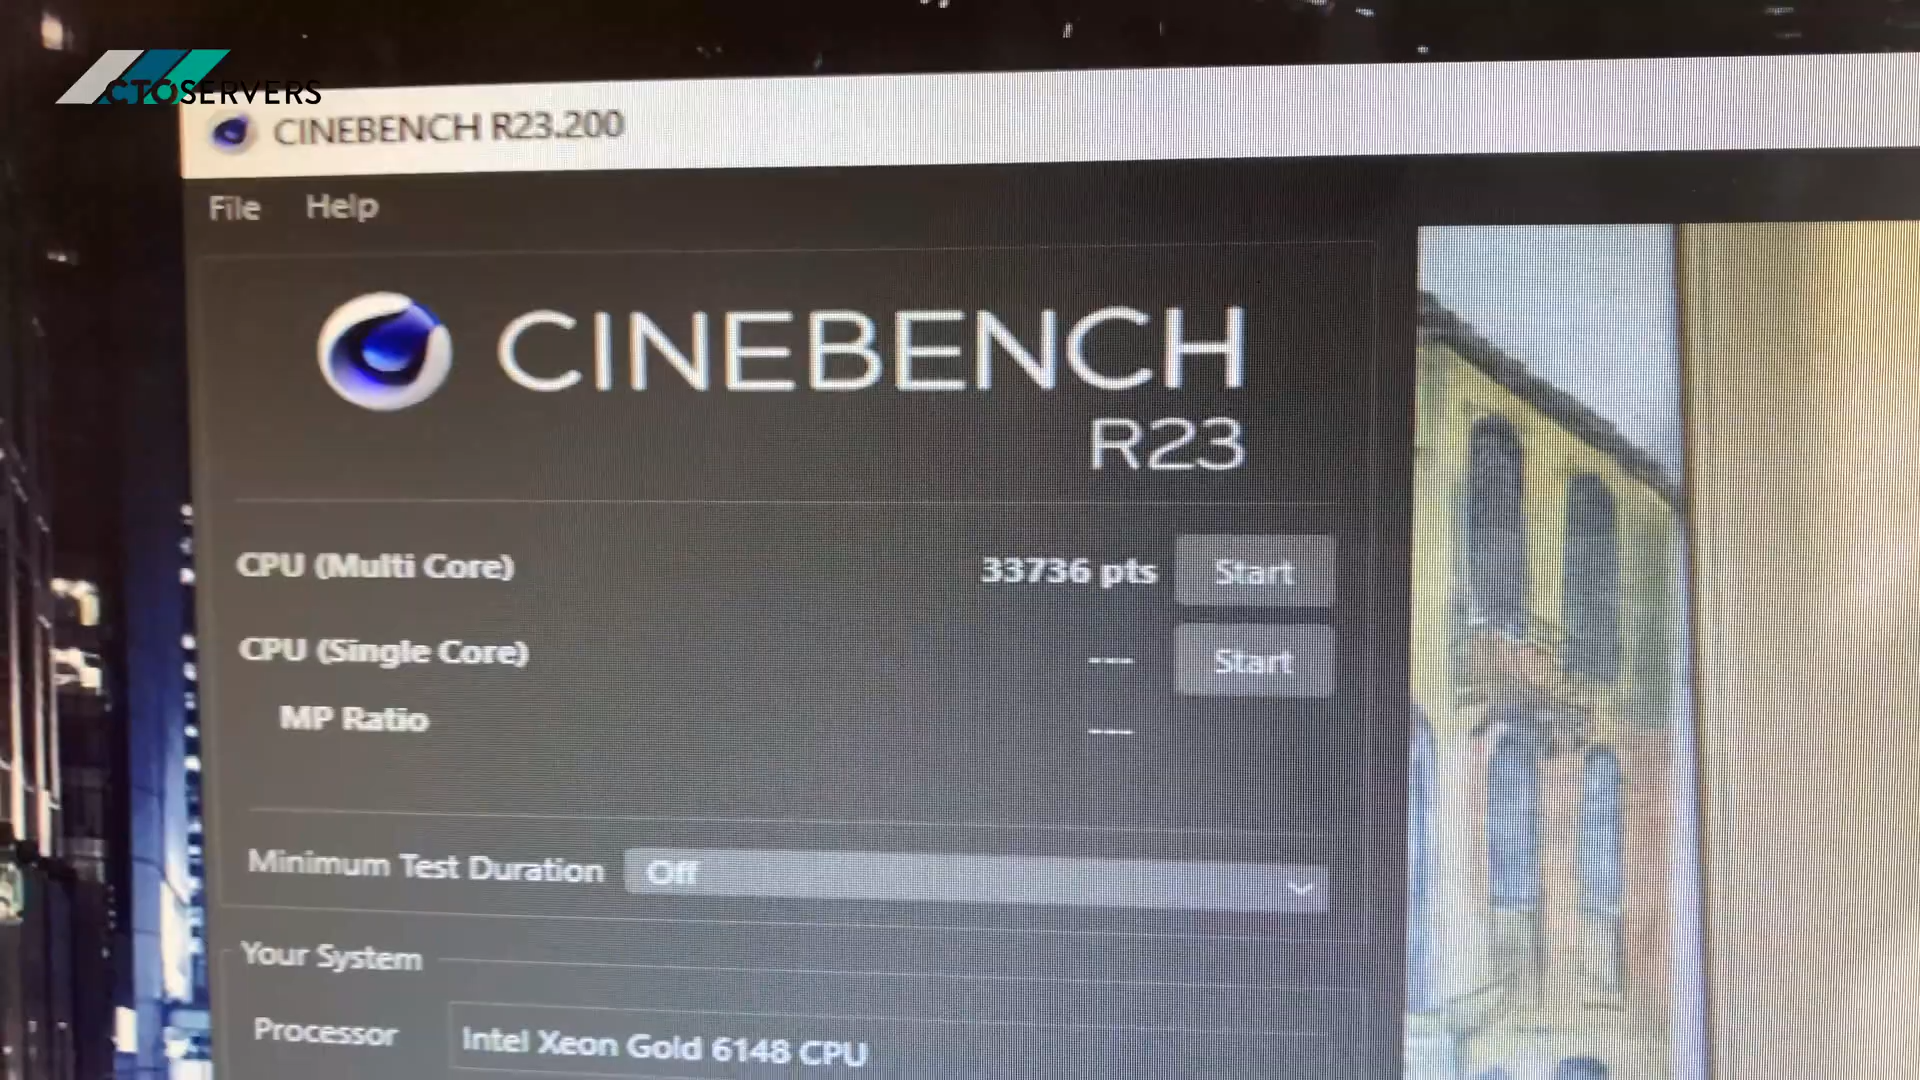 CTOSERVERS
CINEBENCH R23.200
File Help
CINEBENCH
R23
CPU (Multi Core) 33736 pts Start
CPU (Single Core) --- Start
MP Ratio ---
Minimum Test Duration Off
Your System
Processor Intel Xeon Gold 6148 CPU